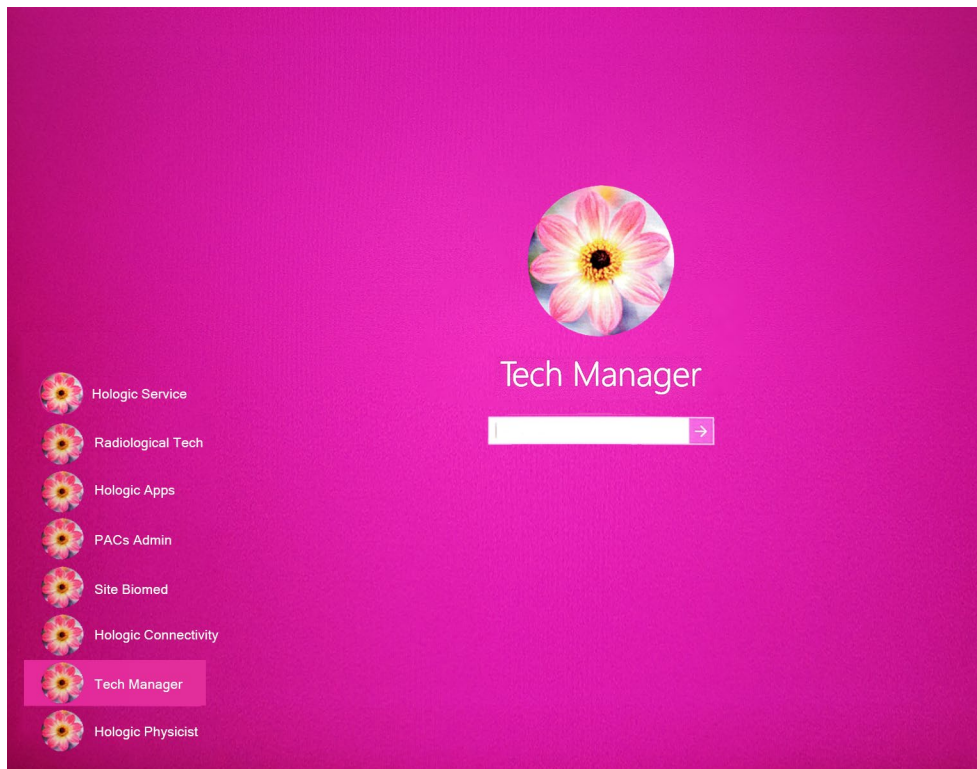 Tech Manager
Hologic Service
Radiological Tech
Hologic Apps
PACs Admin
Site Biomed
Hologic Connectivity
Tech Manager
Hologic Physicist